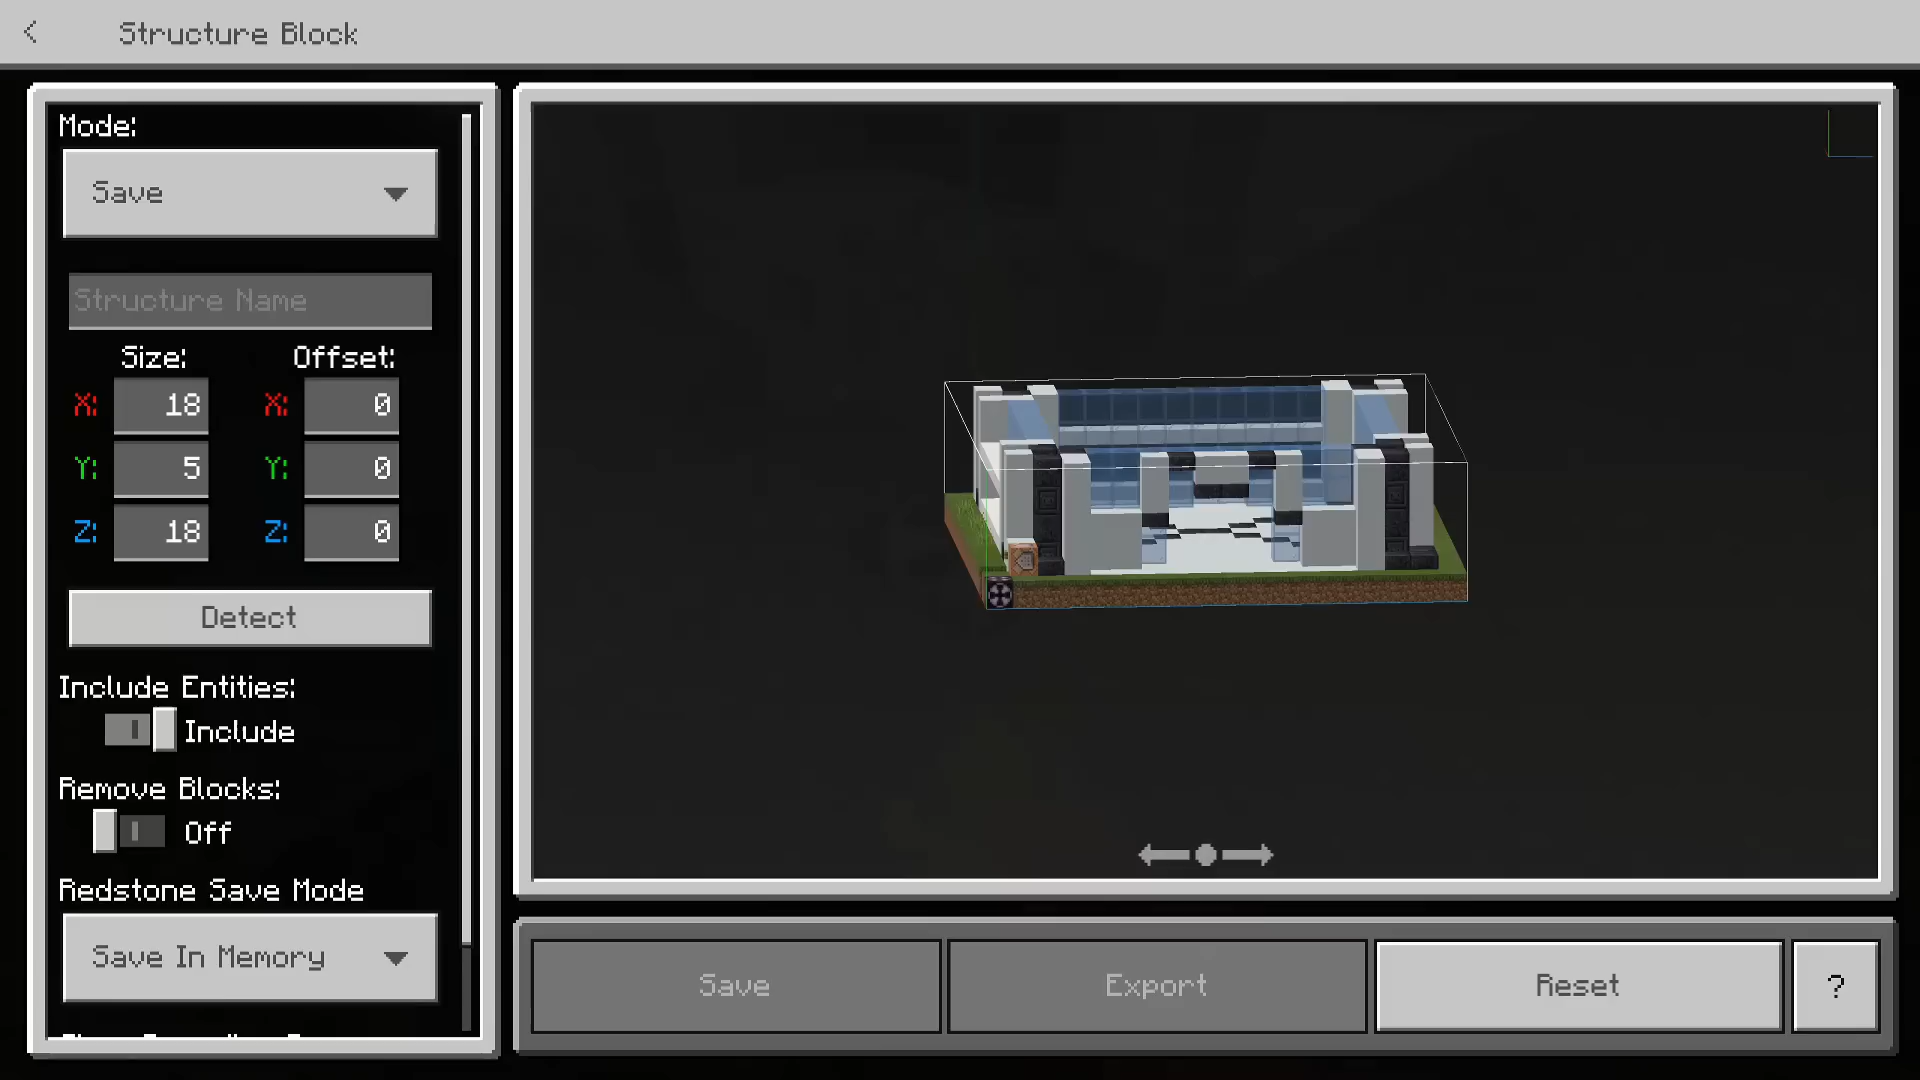 Structure Block
Mode:
Save
Structure Name
Size: Offset:
X: 18 X: 0
Y: 5 Y: 0
Z: 18 Z: 0
Detect
Include Entities:
Include
Remove Blocks:
Off
Redstone Save Mode
Save In Memory
Save Export Reset ?